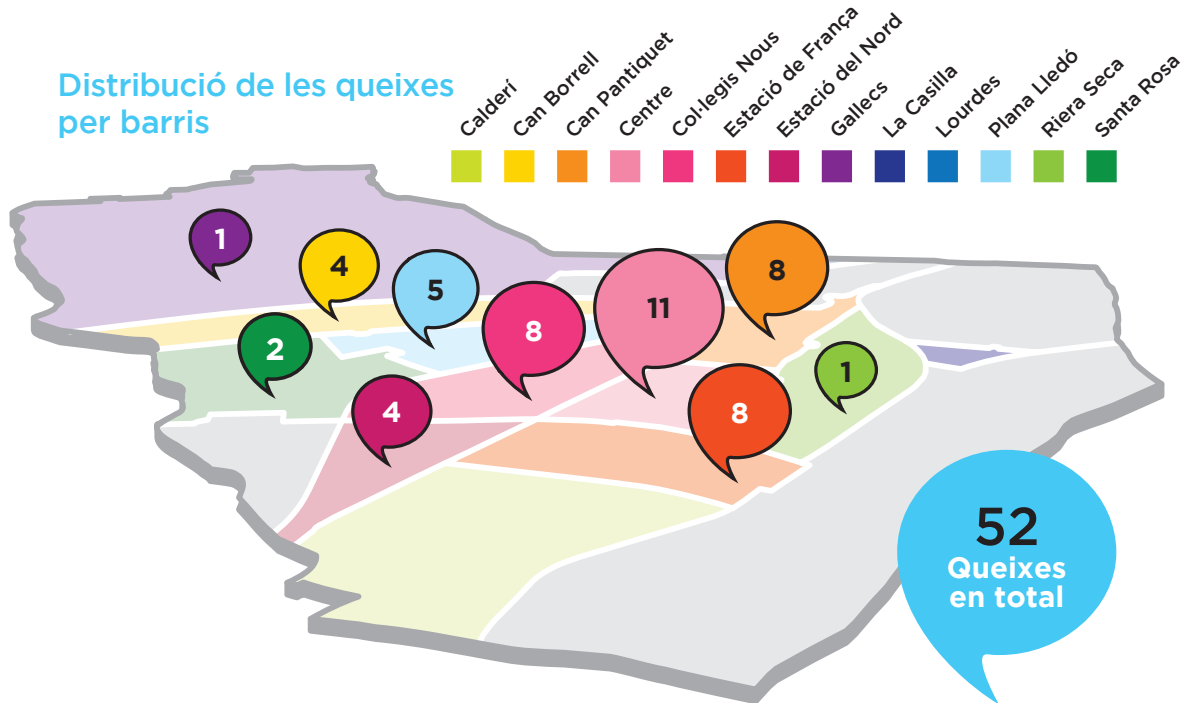 Distribució de les queixes
per barris
Calderí
Can Borrell
Can Pantiquet
Centre
Col·legis Nous
Estació de França
Estació del Nord
Gallecs
La Casilla
Lourdes
Plana Lledó
Riera Seca
Santa Rosa
1
4
5
8
11
8
2
4
8
1
52
Queixes
en total